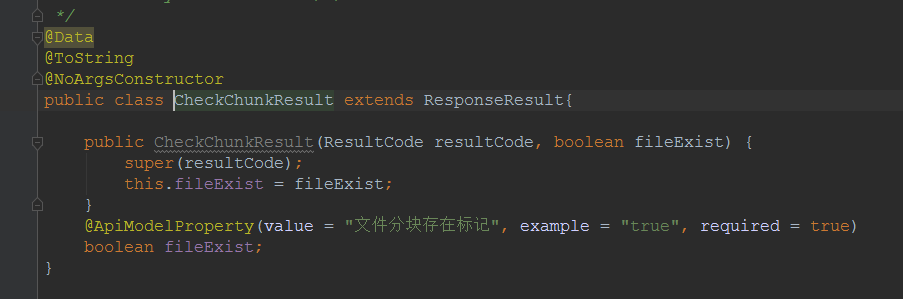 */
@Data
@ToString
@NoArgsConstructor
public class CheckChunkResult extends ResponseResult{
public CheckChunkResult(ResultCode resultCode, boolean fileExist) {
super(resultCode);
this.fileExist = fileExist;
}
@ApiModelProperty(value = "文件分块存在标记", example = "true", required = true)
boolean fileExist;
}